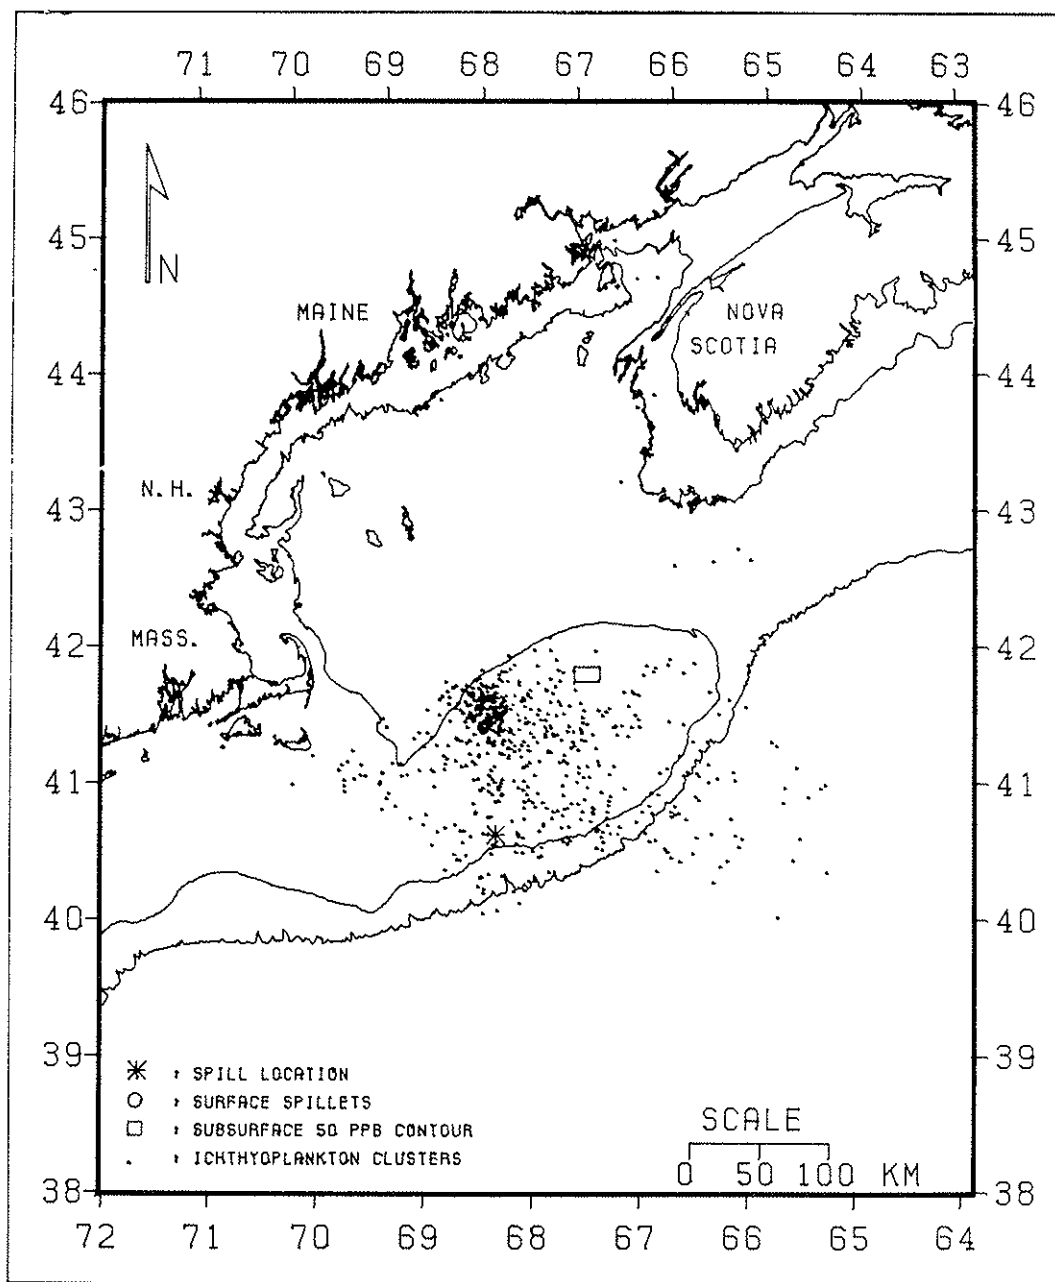 71 70 69 68 67 66 65 64 63
46 46
45 45
N
MAINE
NOVA
SCOTIA
44 44
N.H.
43 43
MASS.
42 42
41 41
40 40
39 39
* : SPILL LOCATION
○ : SURFACE SPILLETS
□ : SUBSURFACE 50 PPB CONTOUR
. : ICHTHYOPLANKTON CLUSTERS
SCALE
0 50 100 KM
38 38
72 71 70 69 68 67 66 65 64